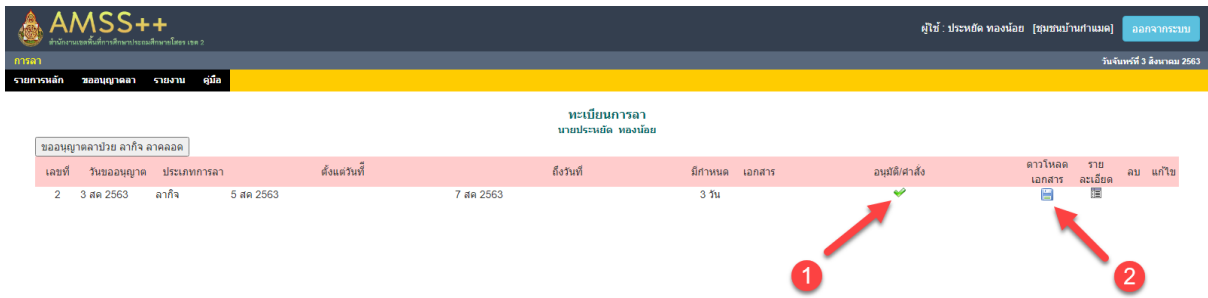 AMSS++
สำนักงานเขตพื้นที่การศึกษาประถมศึกษายโสธร เขต 2
ผู้ใช้ : ประหยัด ทองน้อย [ชุมชนบ้านกำแมด]
ออกจากระบบ
การลา
วันจันทร์ที่ 3 สิงหาคม 2563
รายการหลัก ขออนุญาตลา รายงาน คู่มือ
ทะเบียนการลา
นายประหยัด ทองน้อย
ขออนุญาตลาป่วย ลากิจ ลาคลอด
เลขที่ วันขออนุญาต ประเภทการลา ตั้งแต่วันที่ ถึงวันที่ มีกำหนด เอกสาร อนุมัติ/คำสั่ง ดาวโหลด เอกสาร ราย ละเอียด ลบ แก้ไข
2 3 สค 2563 ลากิจ 5 สค 2563 7 สค 2563 3 วัน
1
2